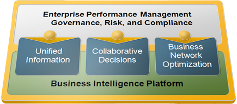 Enterprise Performance Management
Governance, Risk, and Compliance
Unified
Information
Collaborative
Decisions
Business
Network
Optimization
Business Intelligence Platform